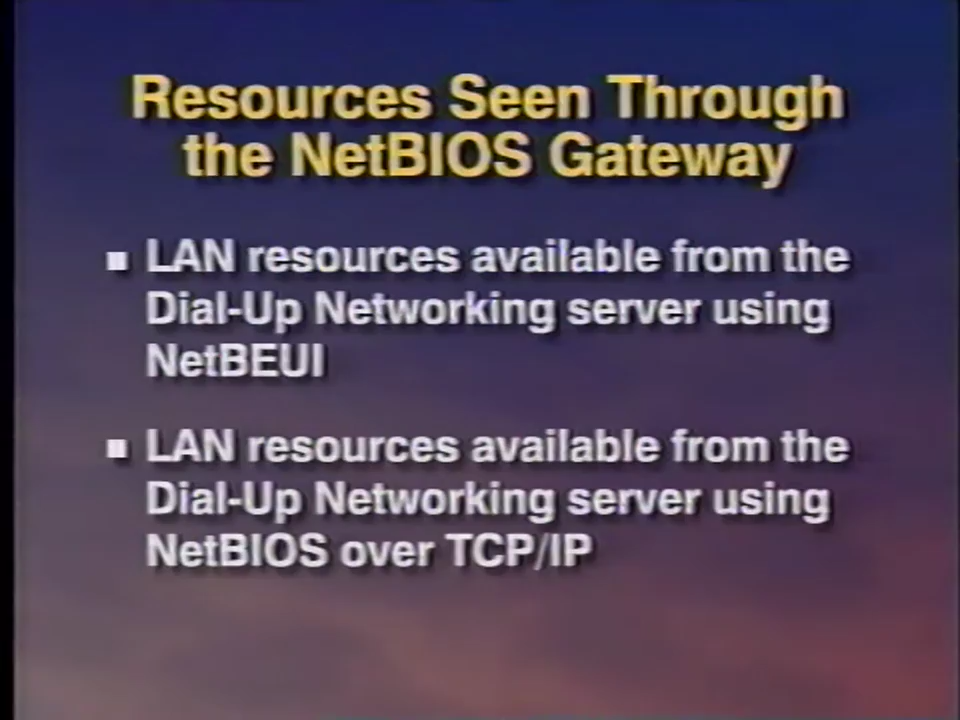 Resources Seen Through
the NetBIOS Gateway
■ LAN resources available from the
Dial-Up Networking server using
NetBEUI
■ LAN resources available from the
Dial-Up Networking server using
NetBIOS over TCP/IP